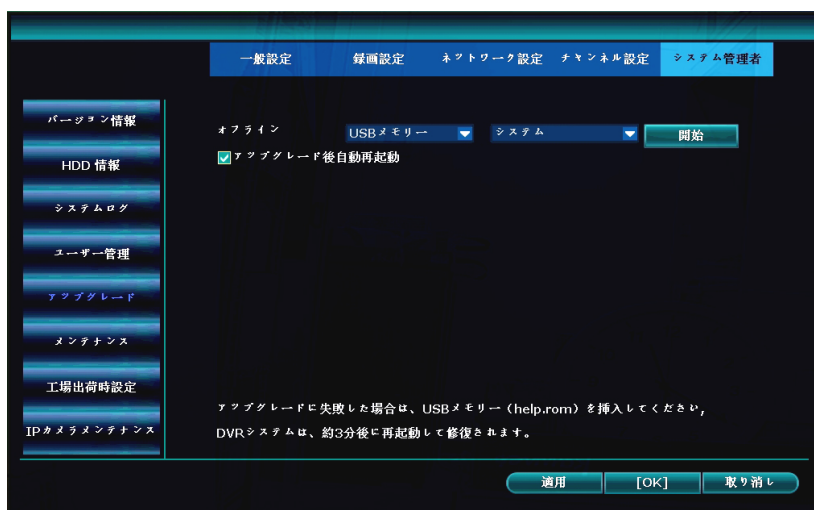 一般設定 録画設定 ネットワーク設定 チャンネル設定 システム管理者
バージョン情報
HDD 情報
システムログ
ユーザー管理
アップグレード
メンテナンス
工場出荷時設定
IPカメラメンテナンス
オフライン USBメモリー システム 開始
アップグレード後自動再起動
アップグレードに失敗した場合は、USBメモリー（help.rom）を挿入してください,
DVRシステムは、約3分後に再起動して修復されます。
適用 [OK] 取り消し